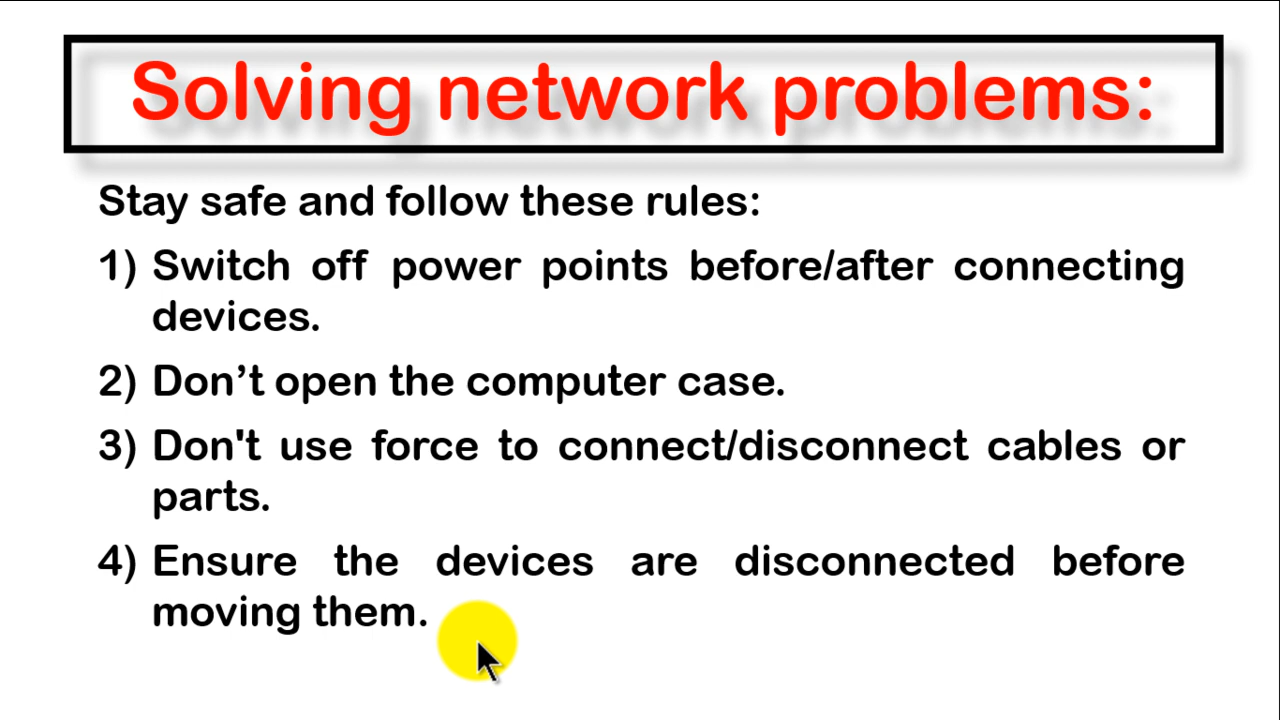 Solving network problems:
Stay safe and follow these rules:
1) Switch off power points before/after connecting
devices.
2) Don’t open the computer case.
3) Don't use force to connect/disconnect cables or
parts.
4) Ensure the devices are disconnected before
moving them.